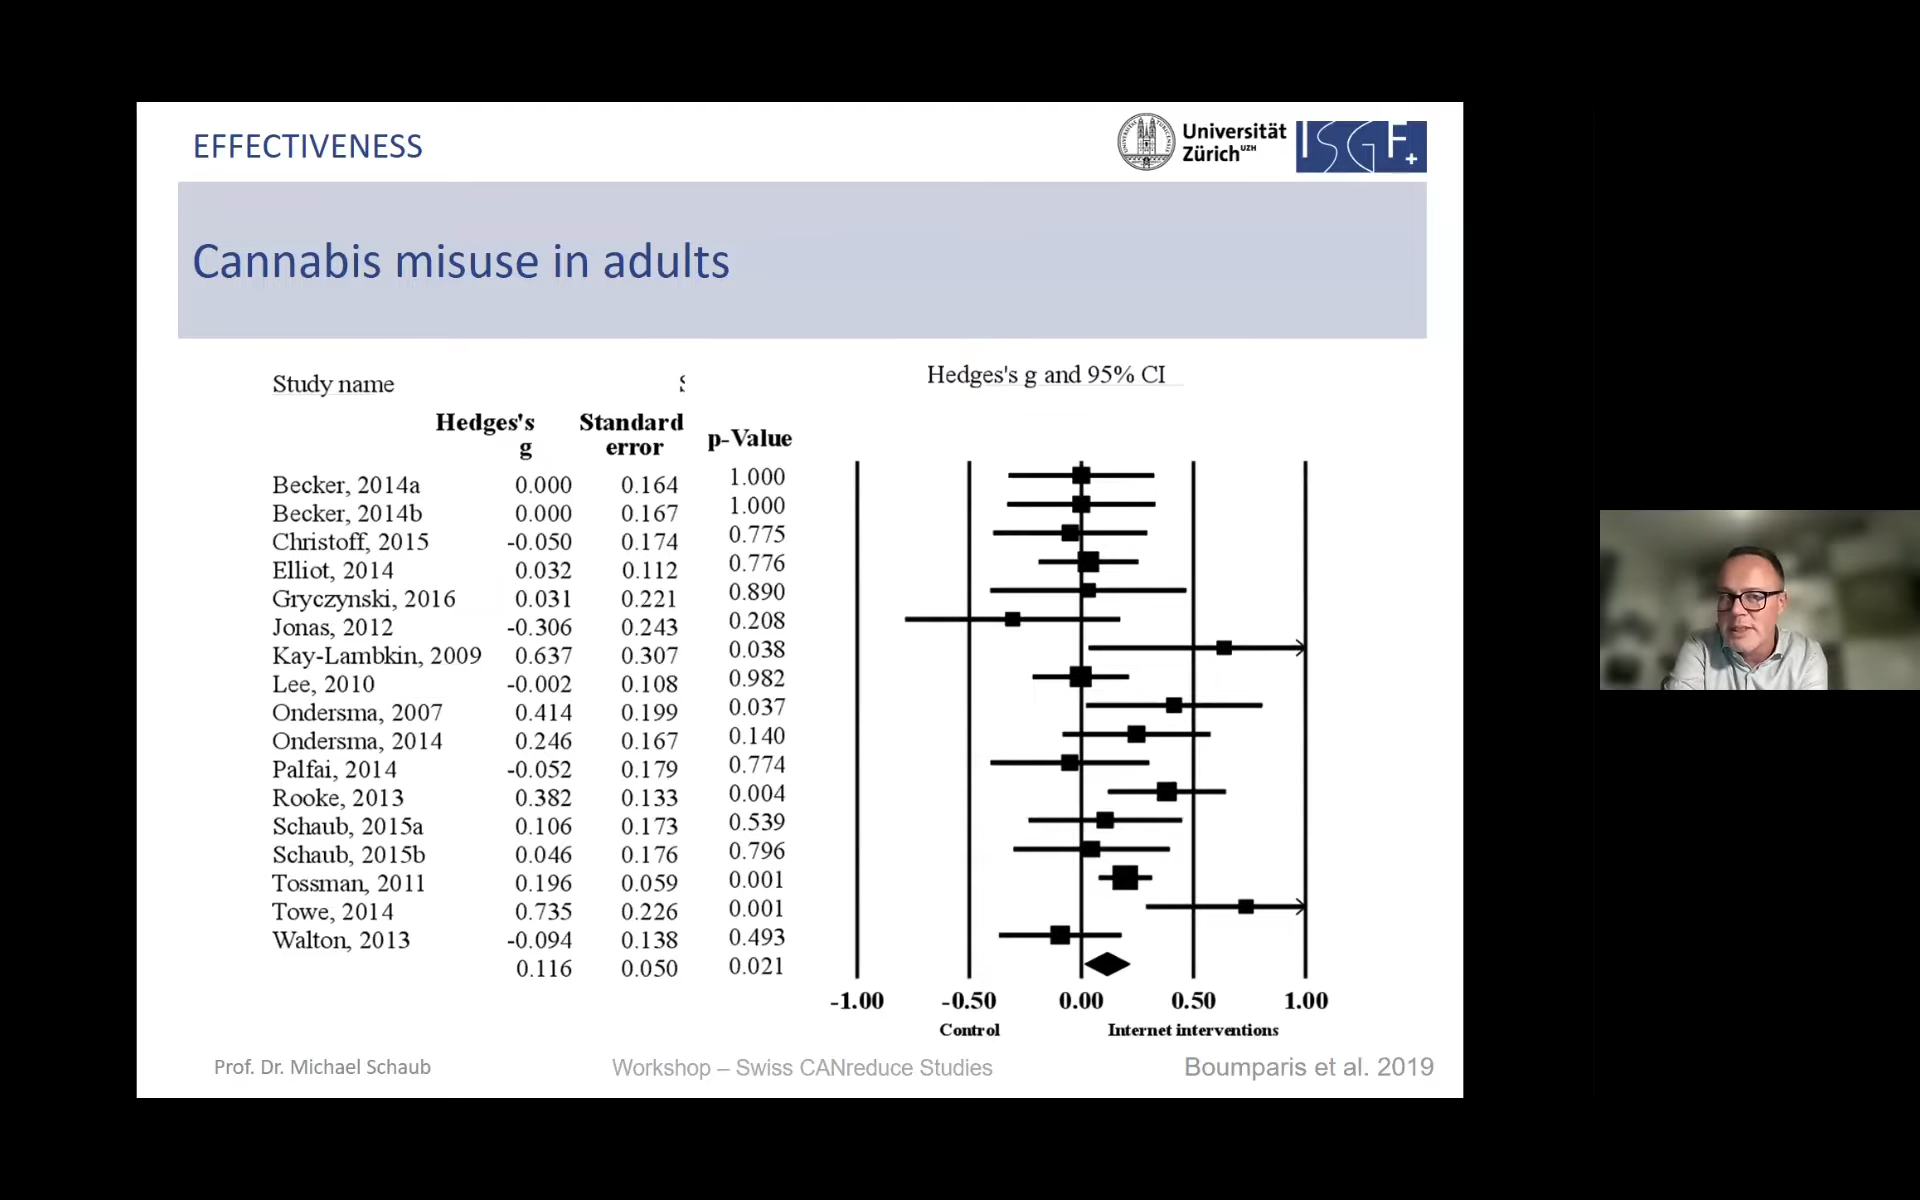 EFFECTIVENESS
Universität
Zürich UZH
ISGF+
Cannabis misuse in adults
Study name
Hedges's g and 95% CI
Hedges's g Standard error p-Value
Becker, 2014a 0.000 0.164 1.000
Becker, 2014b 0.000 0.167 1.000
Christoff, 2015 -0.050 0.174 0.775
Elliot, 2014 0.032 0.112 0.776
Gryczynski, 2016 0.031 0.221 0.890
Jonas, 2012 -0.306 0.243 0.208
Kay-Lambkin, 2009 0.637 0.307 0.038
Lee, 2010 -0.002 0.108 0.982
Ondersma, 2007 0.414 0.199 0.037
Ondersma, 2014 0.246 0.167 0.140
Palfai, 2014 -0.052 0.179 0.774
Rooke, 2013 0.382 0.133 0.004
Schaub, 2015a 0.106 0.173 0.539
Schaub, 2015b 0.046 0.176 0.796
Tossman, 2011 0.196 0.059 0.001
Towe, 2014 0.735 0.226 0.001
Walton, 2013 -0.094 0.138 0.493
0.116 0.050 0.021
-1.00 -0.50 0.00 0.50 1.00
Control Internet interventions
Prof. Dr. Michael Schaub
Workshop – Swiss CANreduce Studies
Boumparis et al. 2019